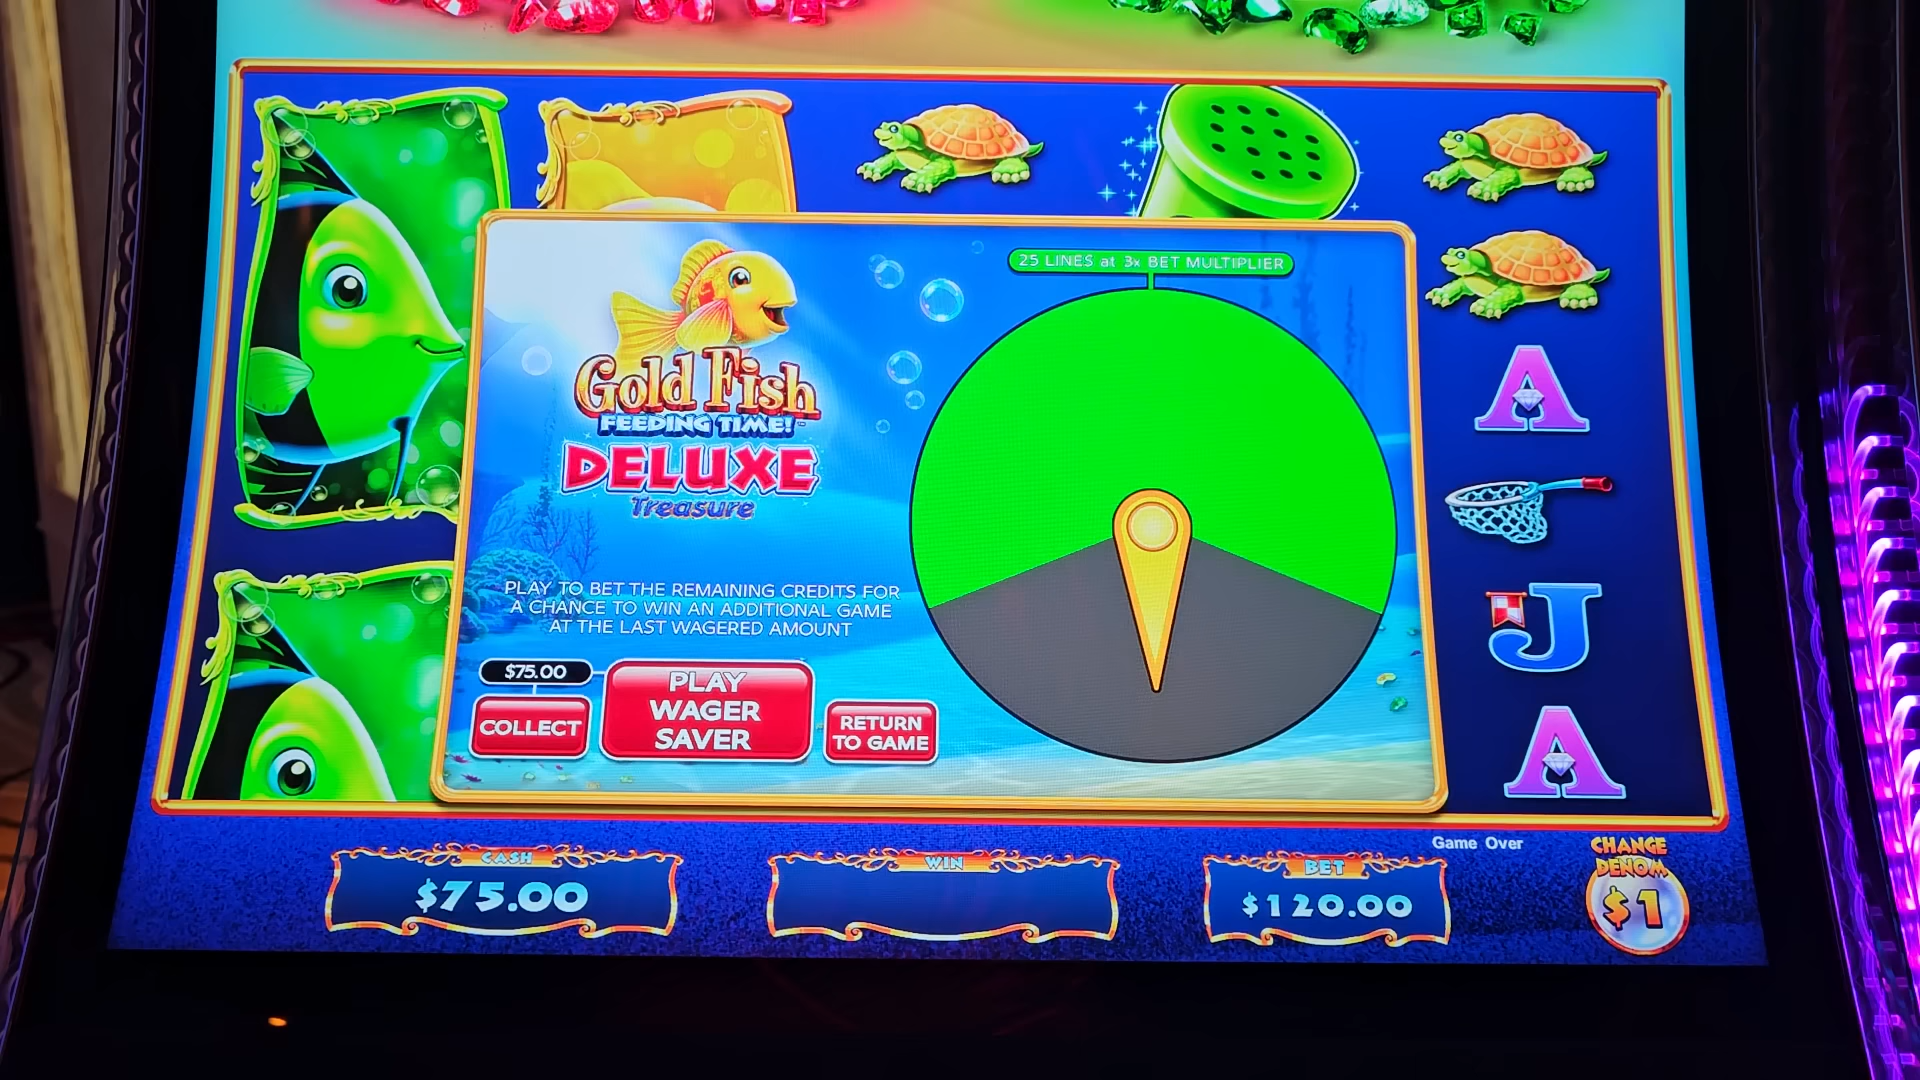 25 LINES at 3x BET MULTIPLIER
Gold Fish
FEEDING TIME!™
DELUXE
Treasure
PLAY TO BET THE REMAINING CREDITS FOR
A CHANCE TO WIN AN ADDITIONAL GAME
AT THE LAST WAGERED AMOUNT
$75.00
COLLECT
PLAY
WAGER
SAVER
RETURN
TO GAME
A
J
A
Game Over
CASH
$75.00
WIN
BET
$120.00
CHANGE
DENOM
$1